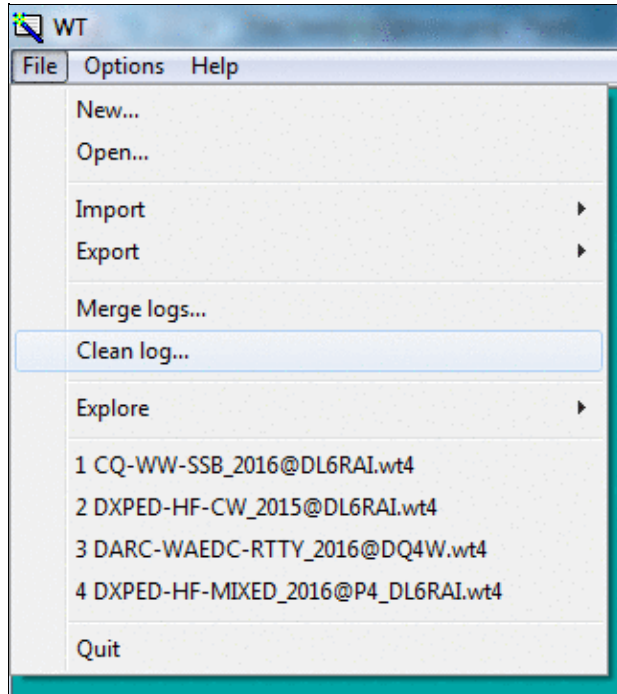 WT
File Options Help
New...
Open...
Import
Export
Merge logs...
Clean log...
Explore
1 CQ-WW-SSB_2016@DL6RAI.wt4
2 DXPED-HF-CW_2015@DL6RAI.wt4
3 DARC-WAEDC-RTTY_2016@DQ4W.wt4
4 DXPED-HF-MIXED_2016@P4_DL6RAI.wt4
Quit